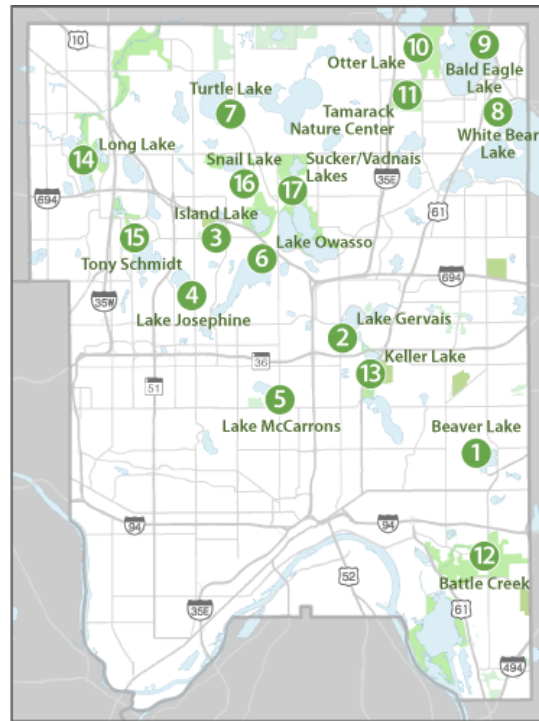 10
Otter Lake
10
9
Bald Eagle
Lake
Turtle Lake
7
Tamarack
Nature Center
11
8
White Bear
Lake
Long Lake
14
Snail Lake
16
Sucker/Vadnais
Lakes
17
35E
694
61
Island Lake
3
15
Tony Schmidt
Lake Owasso
6
694
4
Lake Josephine
35W
Lake Gervais
2
36
Keller Lake
13
51
5
Lake McCarrons
Beaver Lake
1
94
94
12
Battle Creek
52
35E
61
494